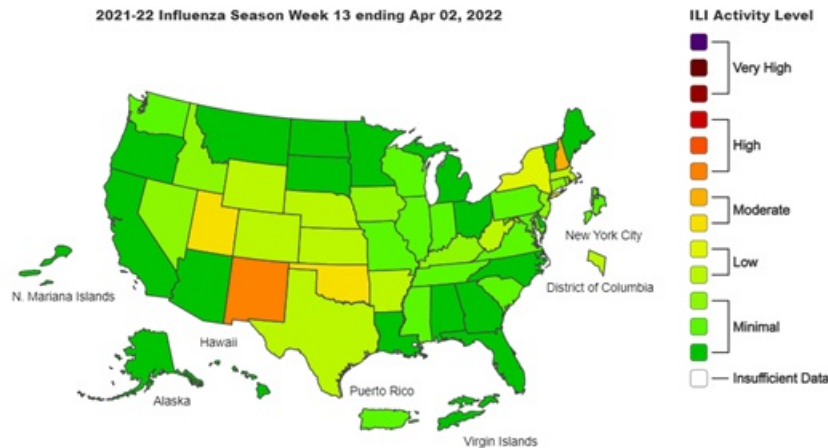 2021-22 Influenza Season Week 13 ending Apr 02, 2022
ILI Activity Level
Very High
High
Moderate
Low
Minimal
Insufficient Data
New York City
District of Columbia
N. Mariana Islands
Hawaii
Alaska
Puerto Rico
Virgin Islands